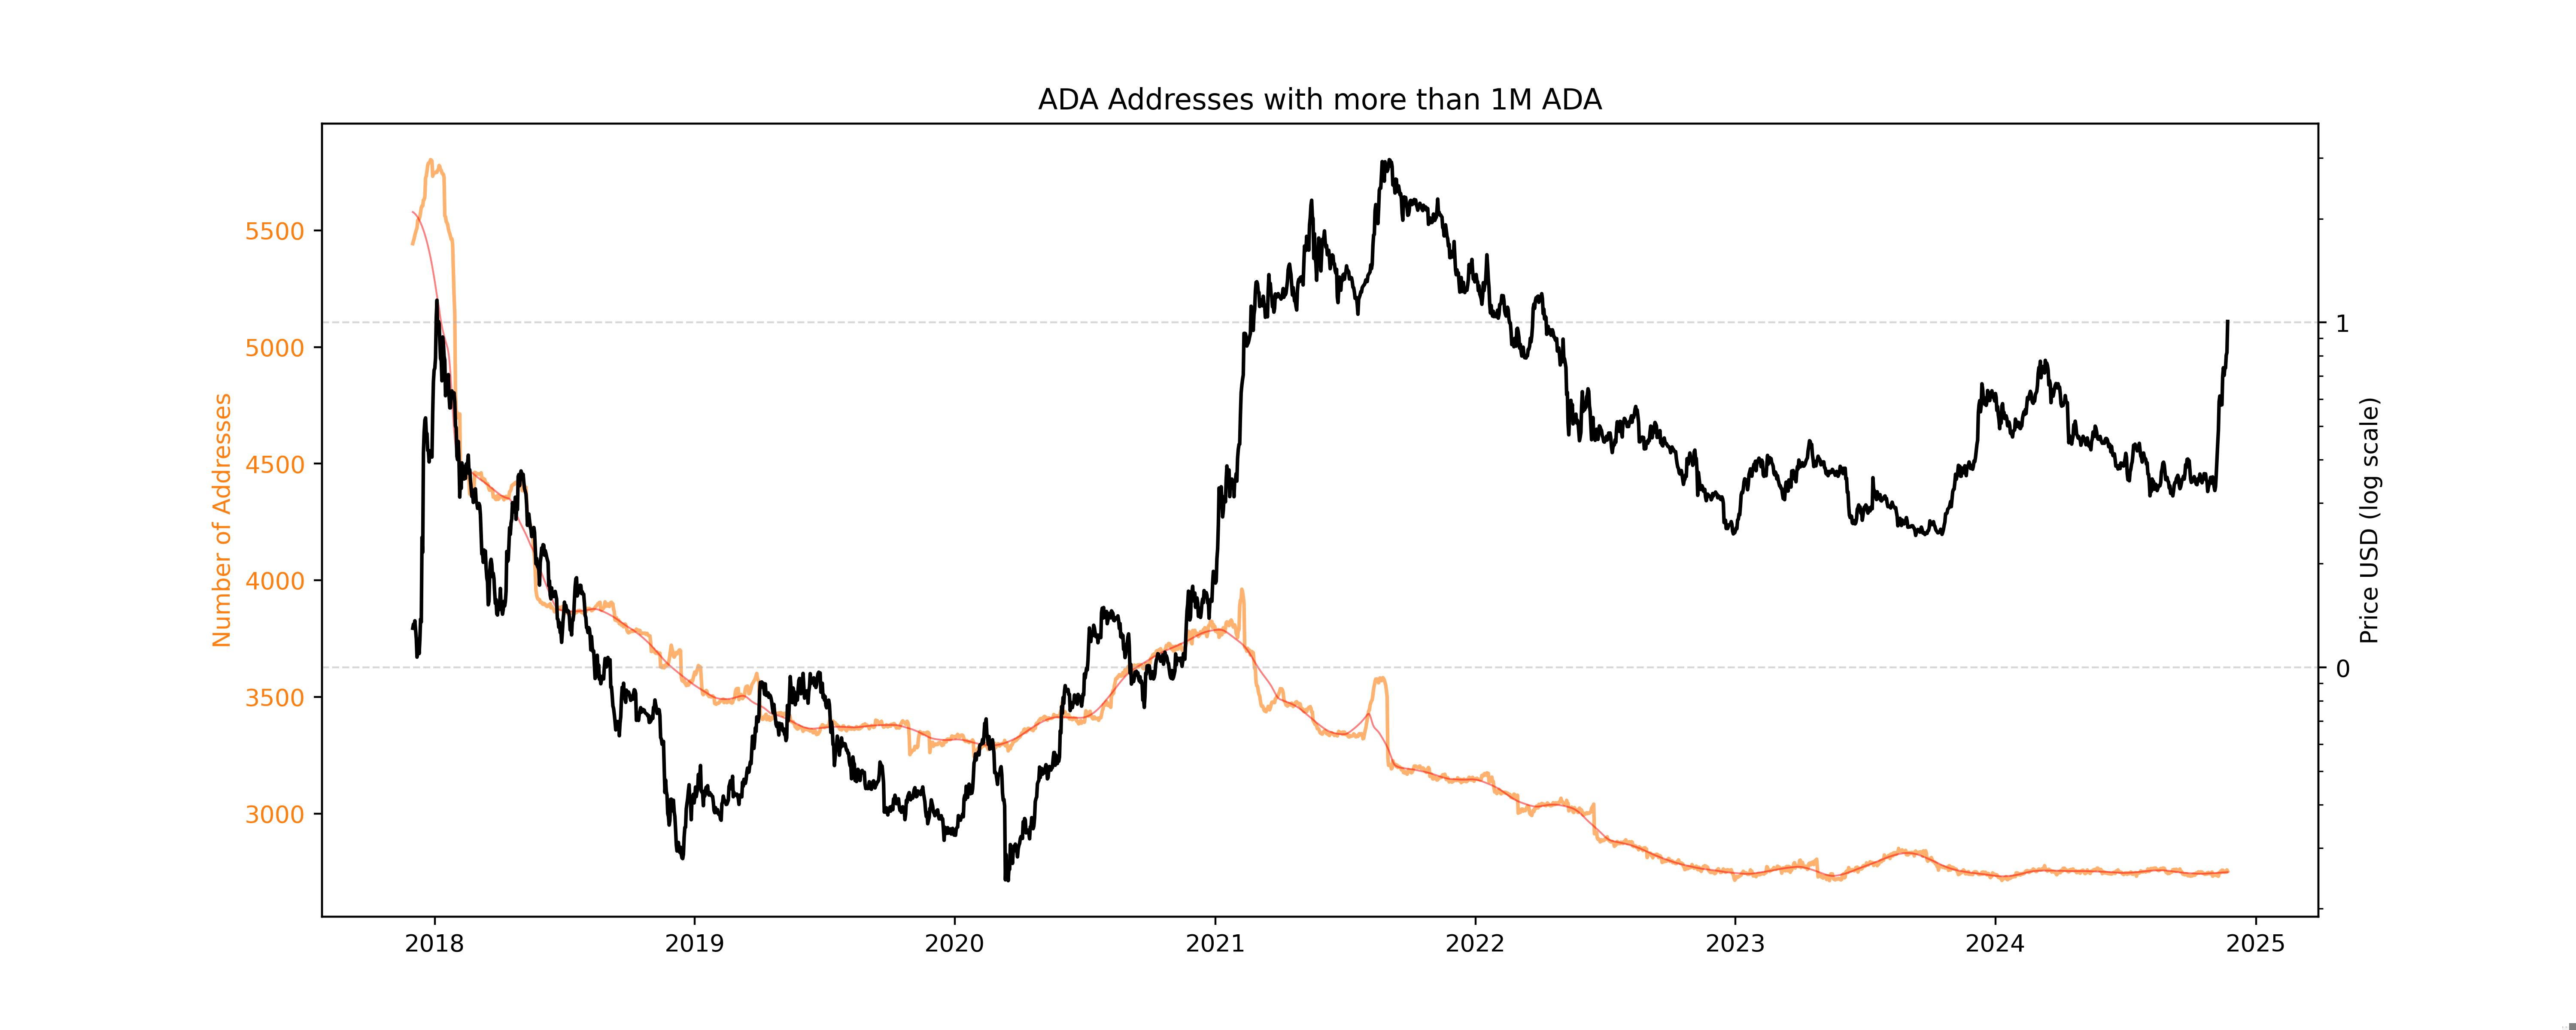 ADA Addresses with more than 1M ADA
Number of Addresses
5500
5000
4500
4000
3500
3000
1
0
Price USD (log scale)
2018 2019 2020 2021 2022 2023 2024 2025